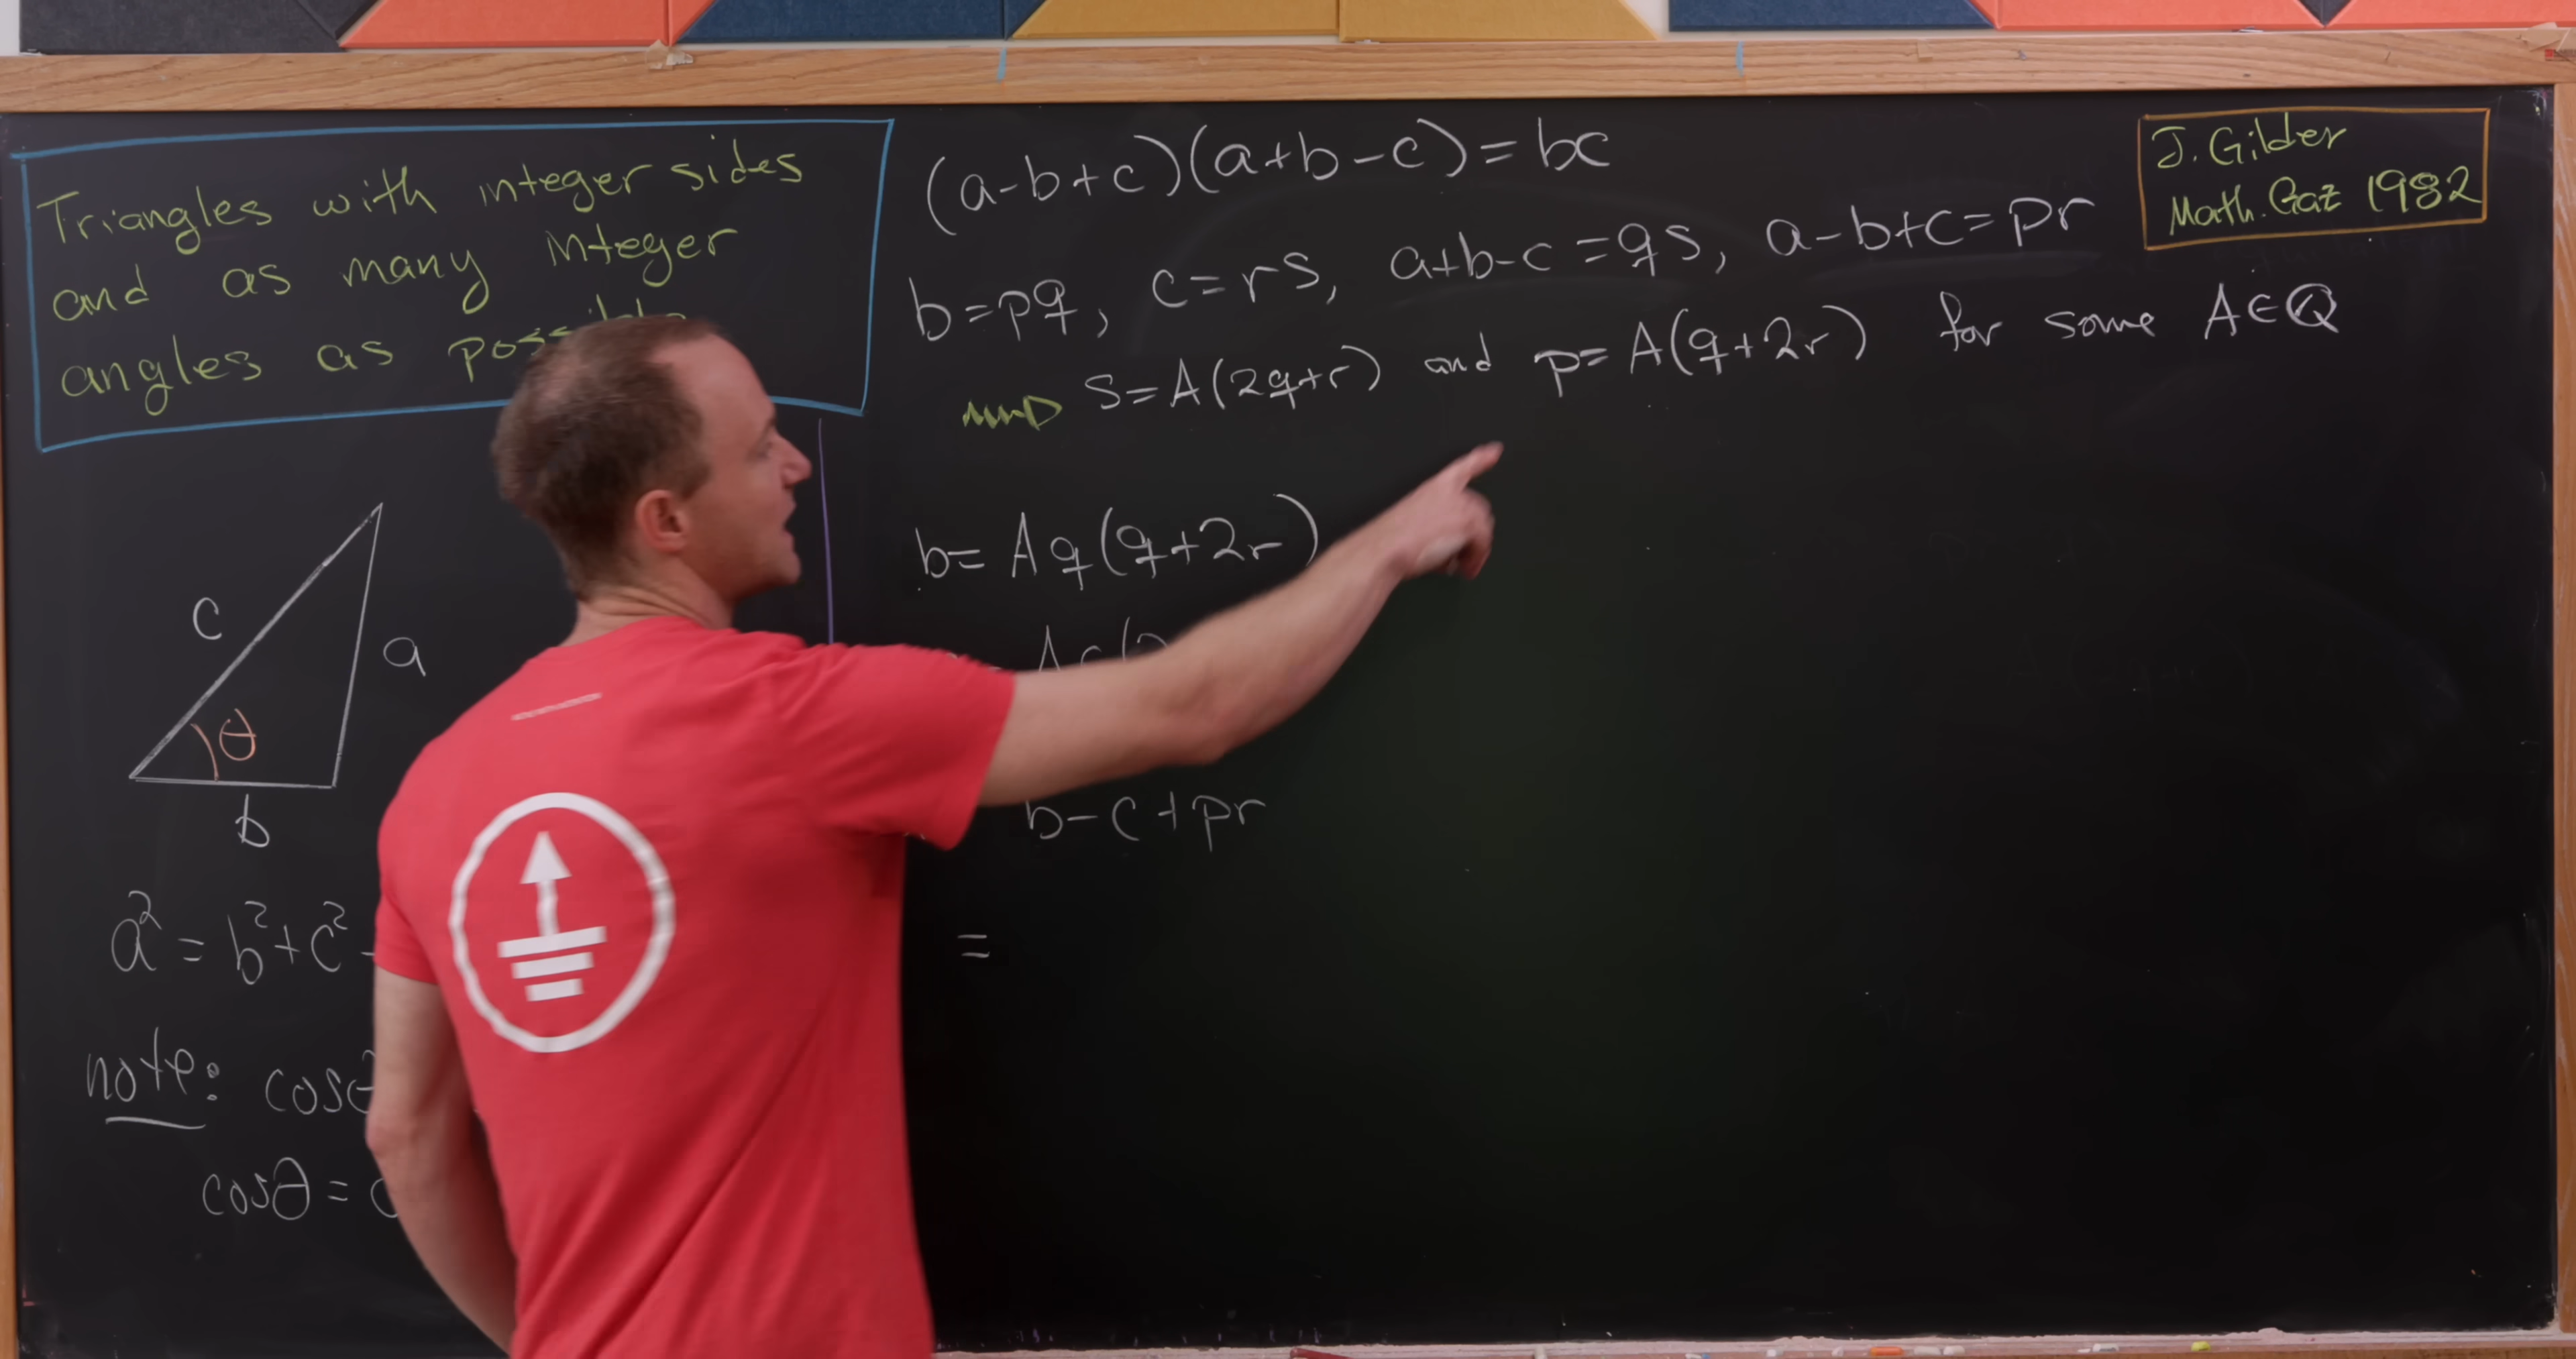 Triangles with integer sides
and as many integer
angles as
c
a
θ
b
a² = b² + c² -
note: cosθ
cosθ =
(a-b+c)(a+b-c) = bc
b=pq, c=rs, a+b-c=qs, a-b+c=pr
s=A(2q+r) and p=A(q+2r) for some A∈ℚ
b= Aq(q+2r)
b-c+pr
=
J. Gilder
Math. Gaz 1982